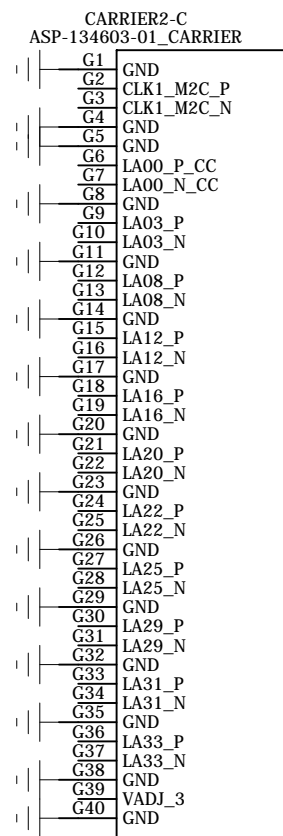 CARRIER2-C
ASP-134603-01_CARRIER
G1 GND
G2 CLK1_M2C_P
G3 CLK1_M2C_N
G4 GND
G5 GND
G6 LA00_P_CC
G7 LA00_N_CC
G8 GND
G9 LA03_P
G10 LA03_N
G11 GND
G12 LA08_P
G13 LA08_N
G14 GND
G15 LA12_P
G16 LA12_N
G17 GND
G18 LA16_P
G19 LA16_N
G20 GND
G21 LA20_P
G22 LA20_N
G23 GND
G24 LA22_P
G25 LA22_N
G26 GND
G27 LA25_P
G28 LA25_N
G29 GND
G30 LA29_P
G31 LA29_N
G32 GND
G33 LA31_P
G34 LA31_N
G35 GND
G36 LA33_P
G37 LA33_N
G38 GND
G39 VADJ_3
G40 GND